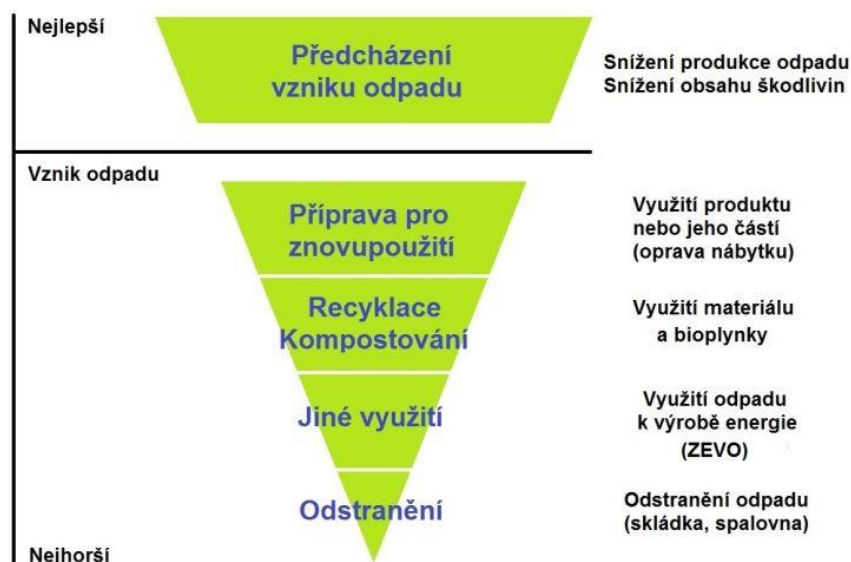 Nejlepší
Předcházení
vzniku odpadu
Snížení produkce odpadu
Snížení obsahu škodlivin
Vznik odpadu
Příprava pro
znovupoužití
Využití produktu
nebo jeho částí
(oprava nábytku)
Recyklace
Kompostování
Využití materiálu
a bioplynky
Jiné využití
Využití odpadu
k výrobě energie
(ZEVO)
Odstranění
Odstranění odpadu
(skládka, spalovna)
Nejhorší